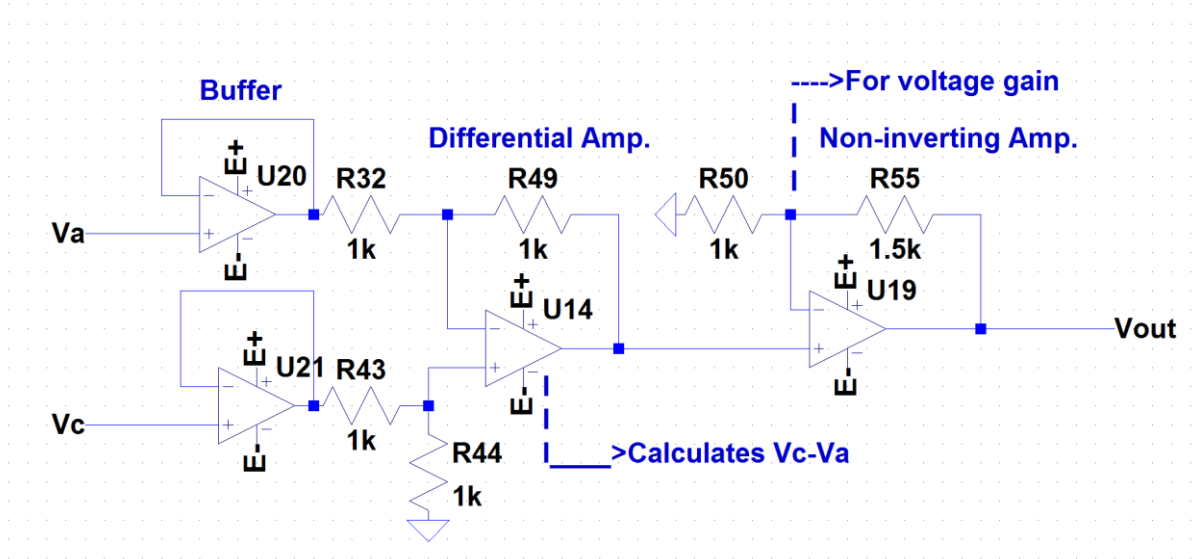 ---->For voltage gain
Buffer
Differential Amp.
Non-inverting Amp.
E+
U20
R32
R49
R50
R55
Va
1k
1k
1k
1.5k
E-
E+
U14
E+
U19
E+
U21
R43
Vout
Vc
1k
E-
E-
E-
R44
1k
|_____>Calculates Vc-Va